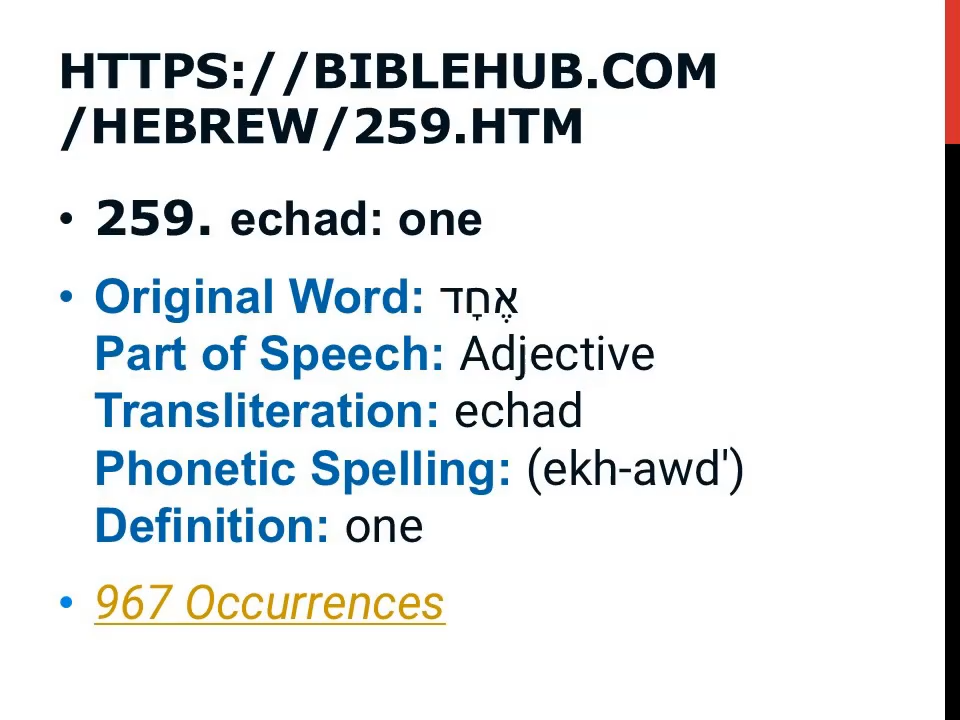 HTTPS://BIBLEHUB.COM
/HEBREW/259.HTM
• 259. echad: one
• Original Word: אֶחָד
Part of Speech: Adjective
Transliteration: echad
Phonetic Spelling: (ekh-awd')
Definition: one
• 967 Occurrences